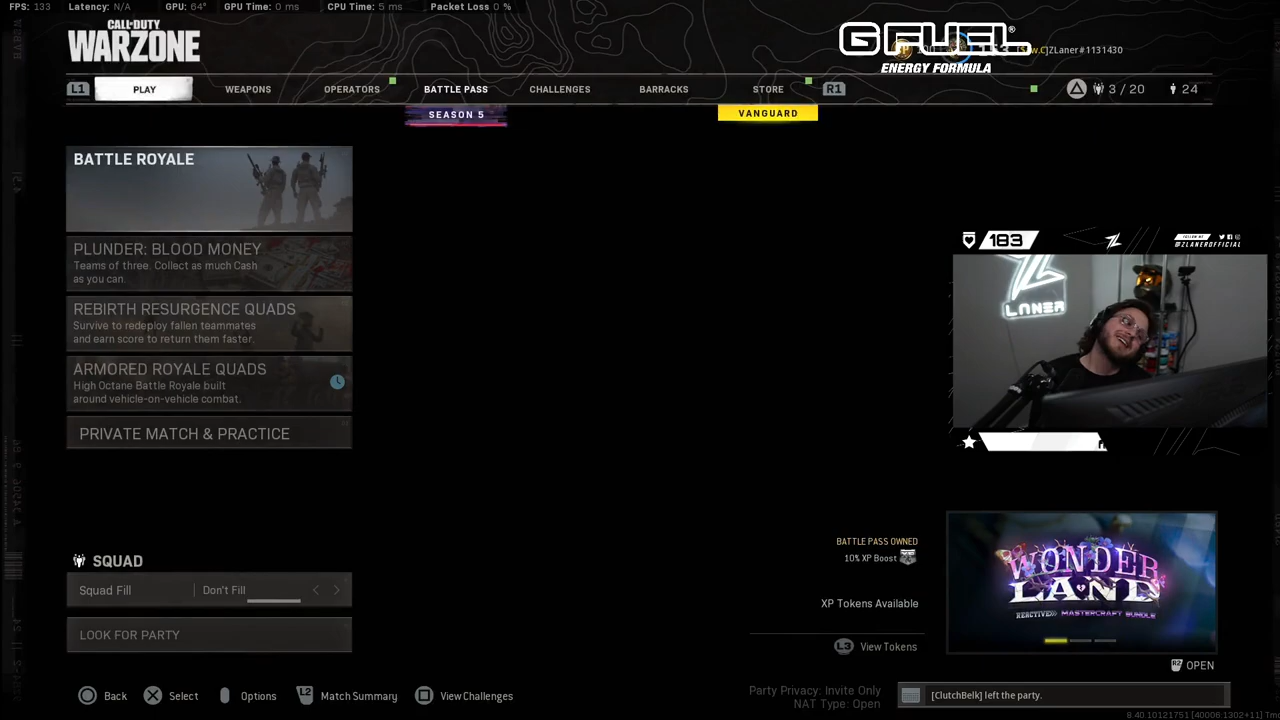 FPS: 133 Latency: N/A GPU: 64° GPU Time: 0 ms CPU Time: 5 ms Packet Loss 0 %
CALL OF DUTY
WARZONE
G FUEL®
ENERGY FORMULA
ZLaner#1131430
L1 PLAY WEAPONS OPERATORS BATTLE PASS CHALLENGES BARRACKS STORE R1 3 / 20 24
SEASON 5 VANGUARD
BATTLE ROYALE
PLUNDER: BLOOD MONEY
Teams of three. Collect as much Cash
as you can.
REBIRTH RESURGENCE QUADS
Survive to redeploy fallen teammates
and earn score to return them faster.
ARMORED ROYALE QUADS
High Octane Battle Royale built
around vehicle-on-vehicle combat.
PRIVATE MATCH & PRACTICE
183
FOLLOW ME
@ZLANEROFFICIAL
LANER
SQUAD
Squad Fill Don't Fill
LOOK FOR PARTY
BATTLE PASS OWNED
10% XP Boost
XP Tokens Available
L3 View Tokens
WONDER
LAND
REACTIVE MASTERCRAFT BUNDLE
R2 OPEN
Back Select Options L2 Match Summary View Challenges
Party Privacy: Invite Only
NAT Type: Open
[ClutchBelk] left the party.